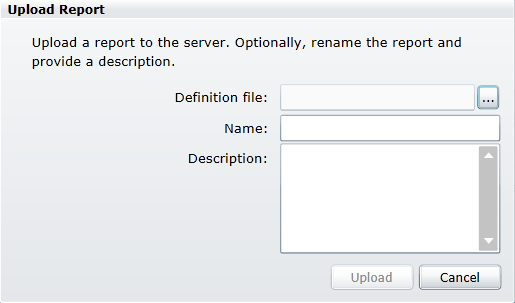 Upload Report
Upload a report to the server. Optionally, rename the report and
provide a description.
Definition file:
...
Name:
Description:
Upload
Cancel